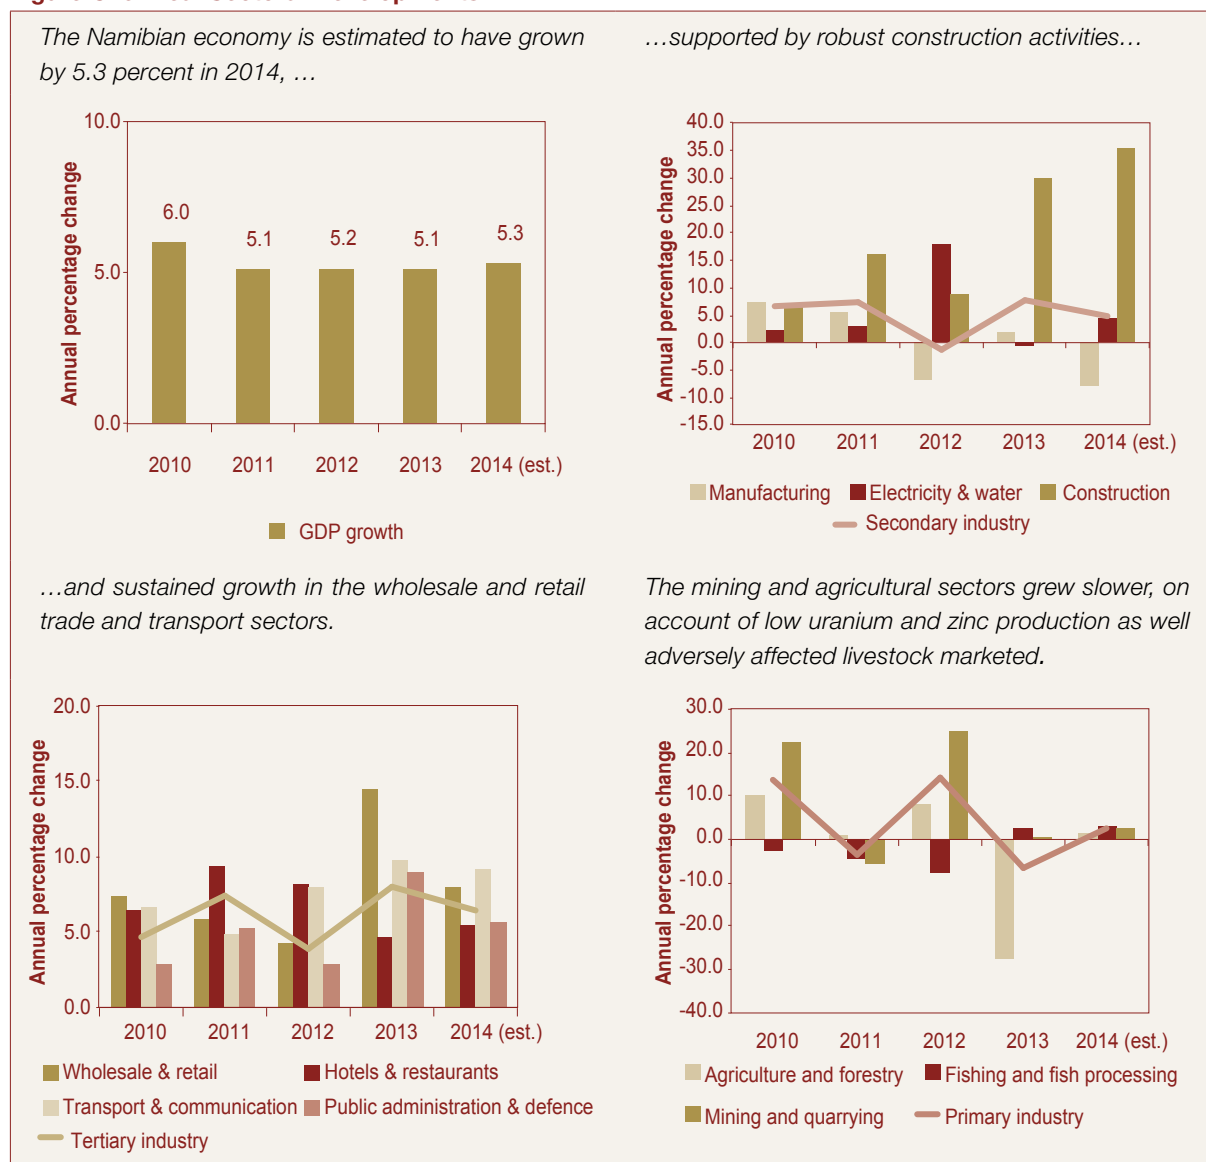 The Namibian economy is estimated to have grown
by 5.3 percent in 2014, …
10.0
5.0
0.0
Annual percentage change
6.0
5.1
5.2
5.1
5.3
2010 2011 2012 2013 2014 (est.)
GDP growth
…supported by robust construction activities…
40.0
35.0
30.0
25.0
20.0
15.0
10.0
5.0
0.0
-5.0
-10.0
-15.0
Annual percentage change
2010 2011 2012 2013 2014 (est.)
Manufacturing Electricity & water Construction
Secondary industry
…and sustained growth in the wholesale and retail
trade and transport sectors.
20.0
15.0
10.0
5.0
0.0
Annual percentage change
2010 2011 2012 2013 2014 (est.)
Wholesale & retail Hotels & restaurants
Transport & communication Public administration & defence
Tertiary industry
The mining and agricultural sectors grew slower, on
account of low uranium and zinc production as well
adversely affected livestock marketed.
30.0
20.0
10.0
0.0
-10.0
-20.0
-30.0
-40.0
Annual percentage change
2010 2011 2012 2013 2014 (est.)
Agriculture and forestry Fishing and fish processing
Mining and quarrying Primary industry